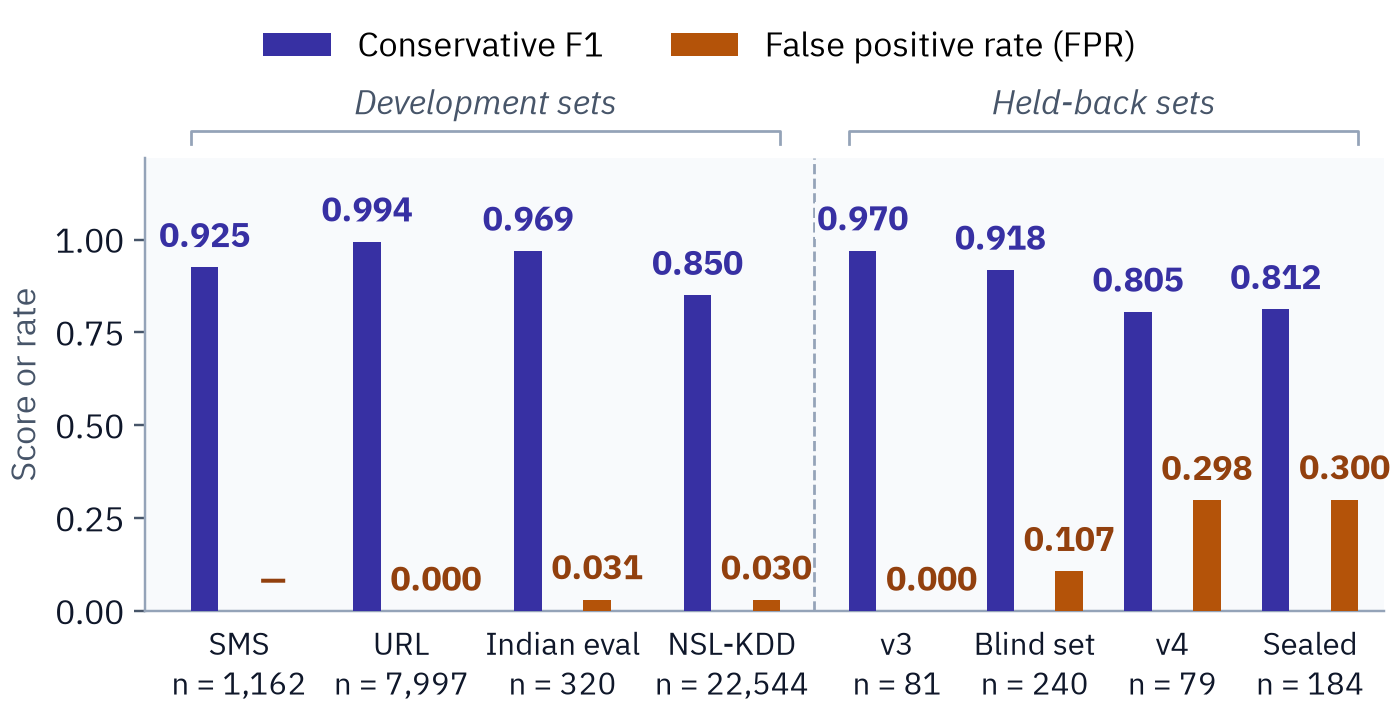 Conservative F1 False positive rate (FPR)
Development sets Held-back sets
Score or rate
1.00
0.75
0.50
0.25
0.00
0.925 0.994 0.969 0.850 0.970 0.918 0.805 0.812
– 0.000 0.031 0.030 0.000 0.107 0.298 0.300
SMS URL Indian eval NSL-KDD v3 Blind set v4 Sealed
n = 1,162 n = 7,997 n = 320 n = 22,544 n = 81 n = 240 n = 79 n = 184